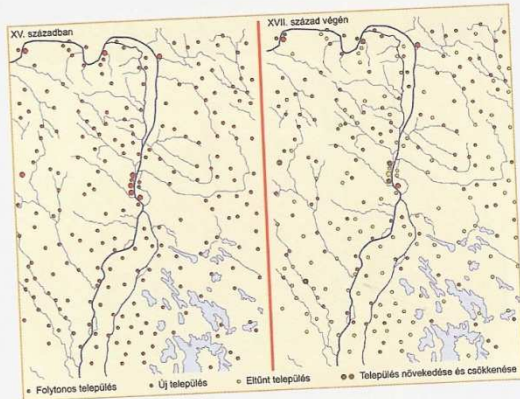 XV. században
XVII. század végén
Folytonos település
Új település
Eltűnt település
Település növekedése és csökkenése